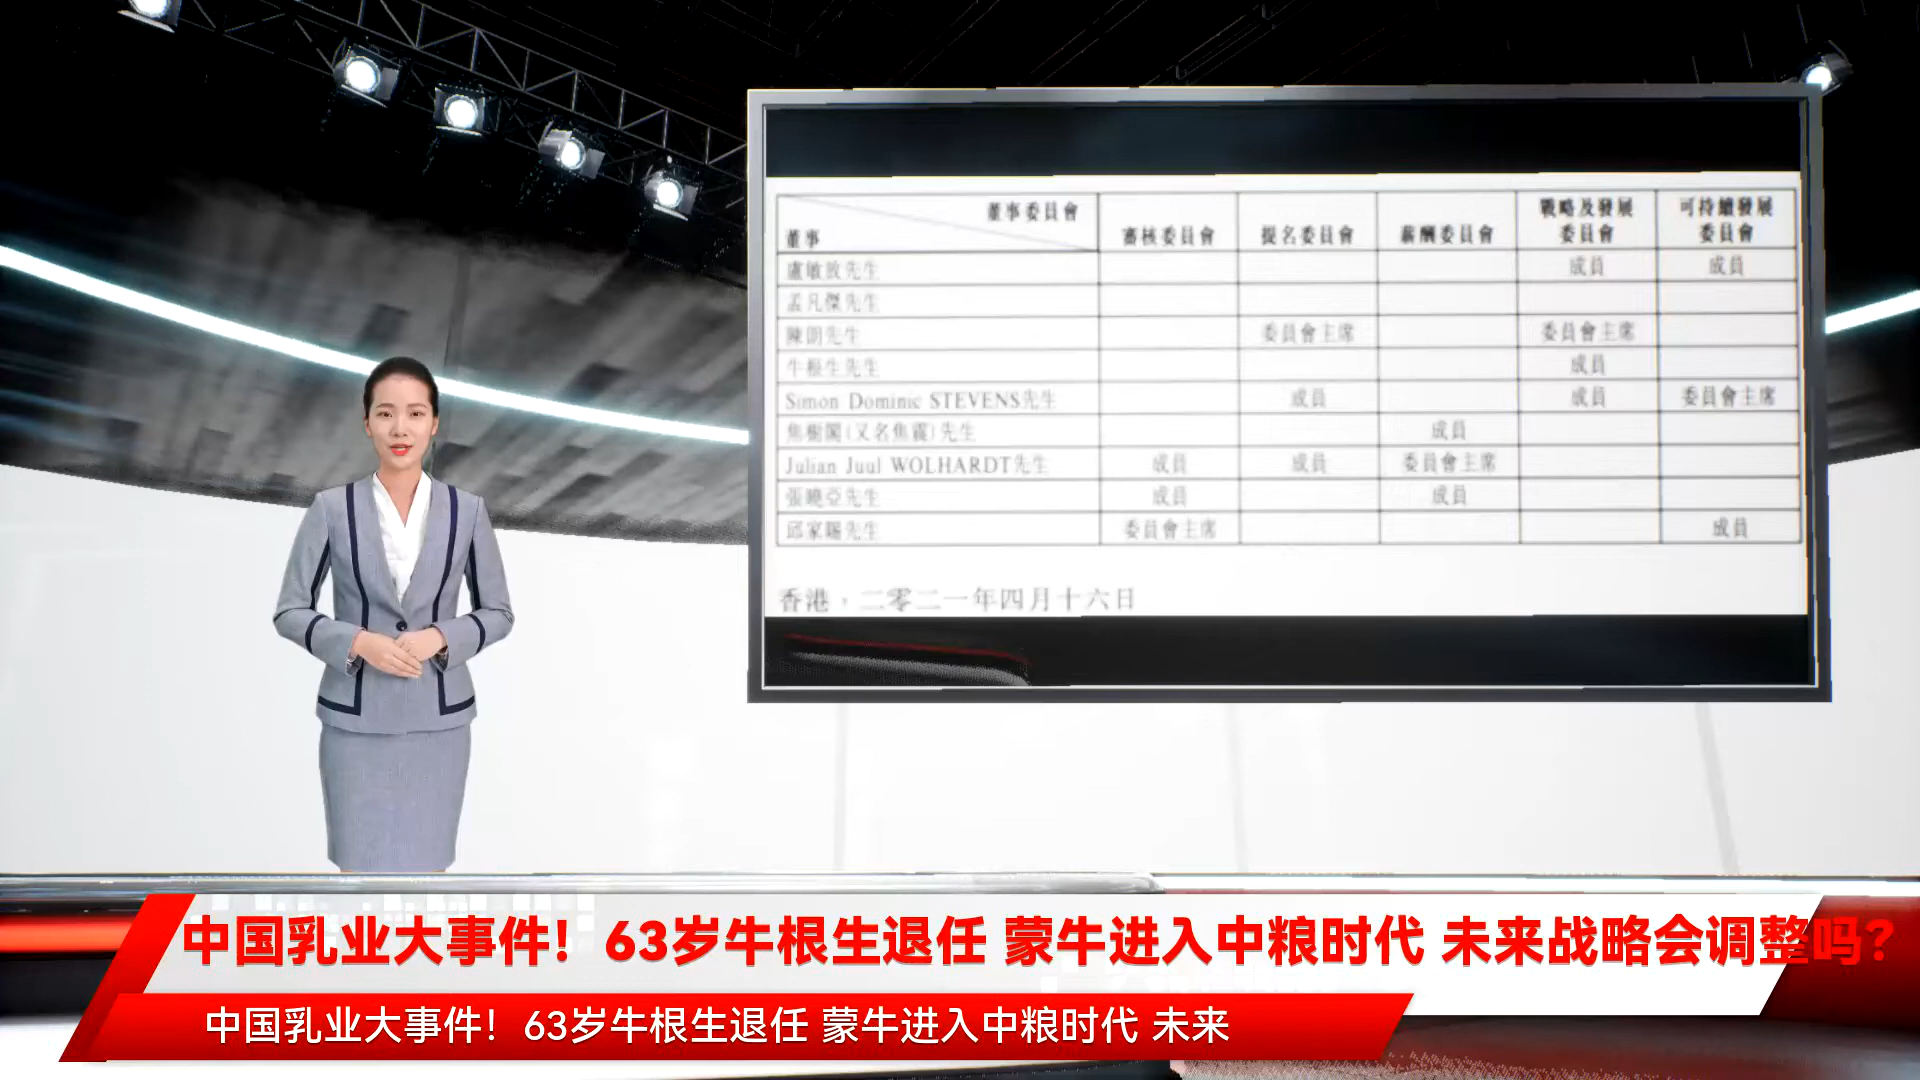 董事委員會
董事
審核委員會
提名委員會
薪酬委員會
戰略及發展
委員會
可持續發展
委員會
盧敏放先生 成員 成員
孟凡傑先生
陳朗先生 委員會主席 委員會主席
牛根生先生 成員
Simon Dominic STEVENS先生 成員 成員 委員會主席
焦樹閣(又名焦震)先生 成員
Julian Juul WOLHARDT先生 成員 成員 委員會主席
張曉亞先生 成員 成員
邱家賜先生 委員會主席 成員
香港，二零二一年四月十六日
中国乳业大事件！63岁牛根生退任 蒙牛进入中粮时代 未来战略会调整吗?
中国乳业大事件！63岁牛根生退任 蒙牛进入中粮时代 未来